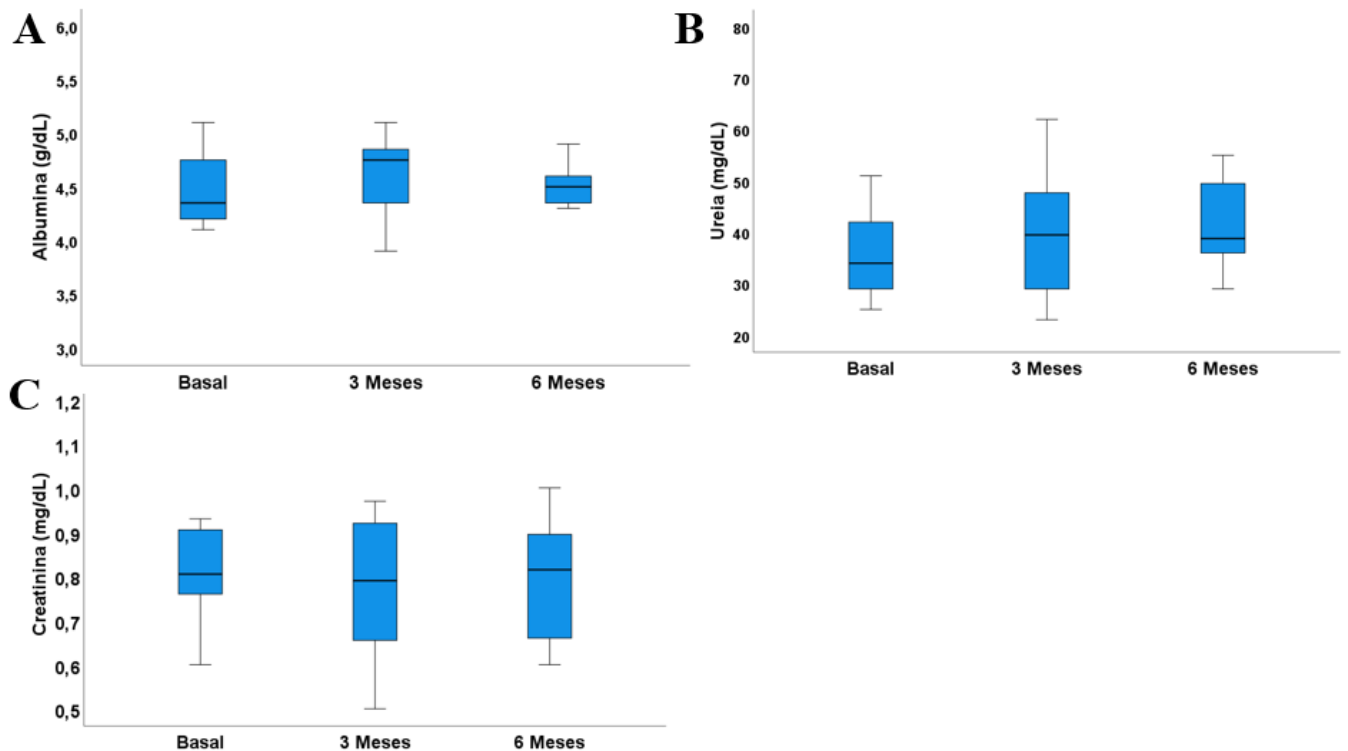 A
Albumina (g/dL)
6,0
5,5
5,0
4,5
4,0
3,5
3,0
Basal 3 Meses 6 Meses
B
Ureia (mg/dL)
80
70
60
50
40
30
20
Basal 3 Meses 6 Meses
C
Creatinina (mg/dL)
1,2
1,1
1,0
0,9
0,8
0,7
0,6
0,5
Basal 3 Meses 6 Meses